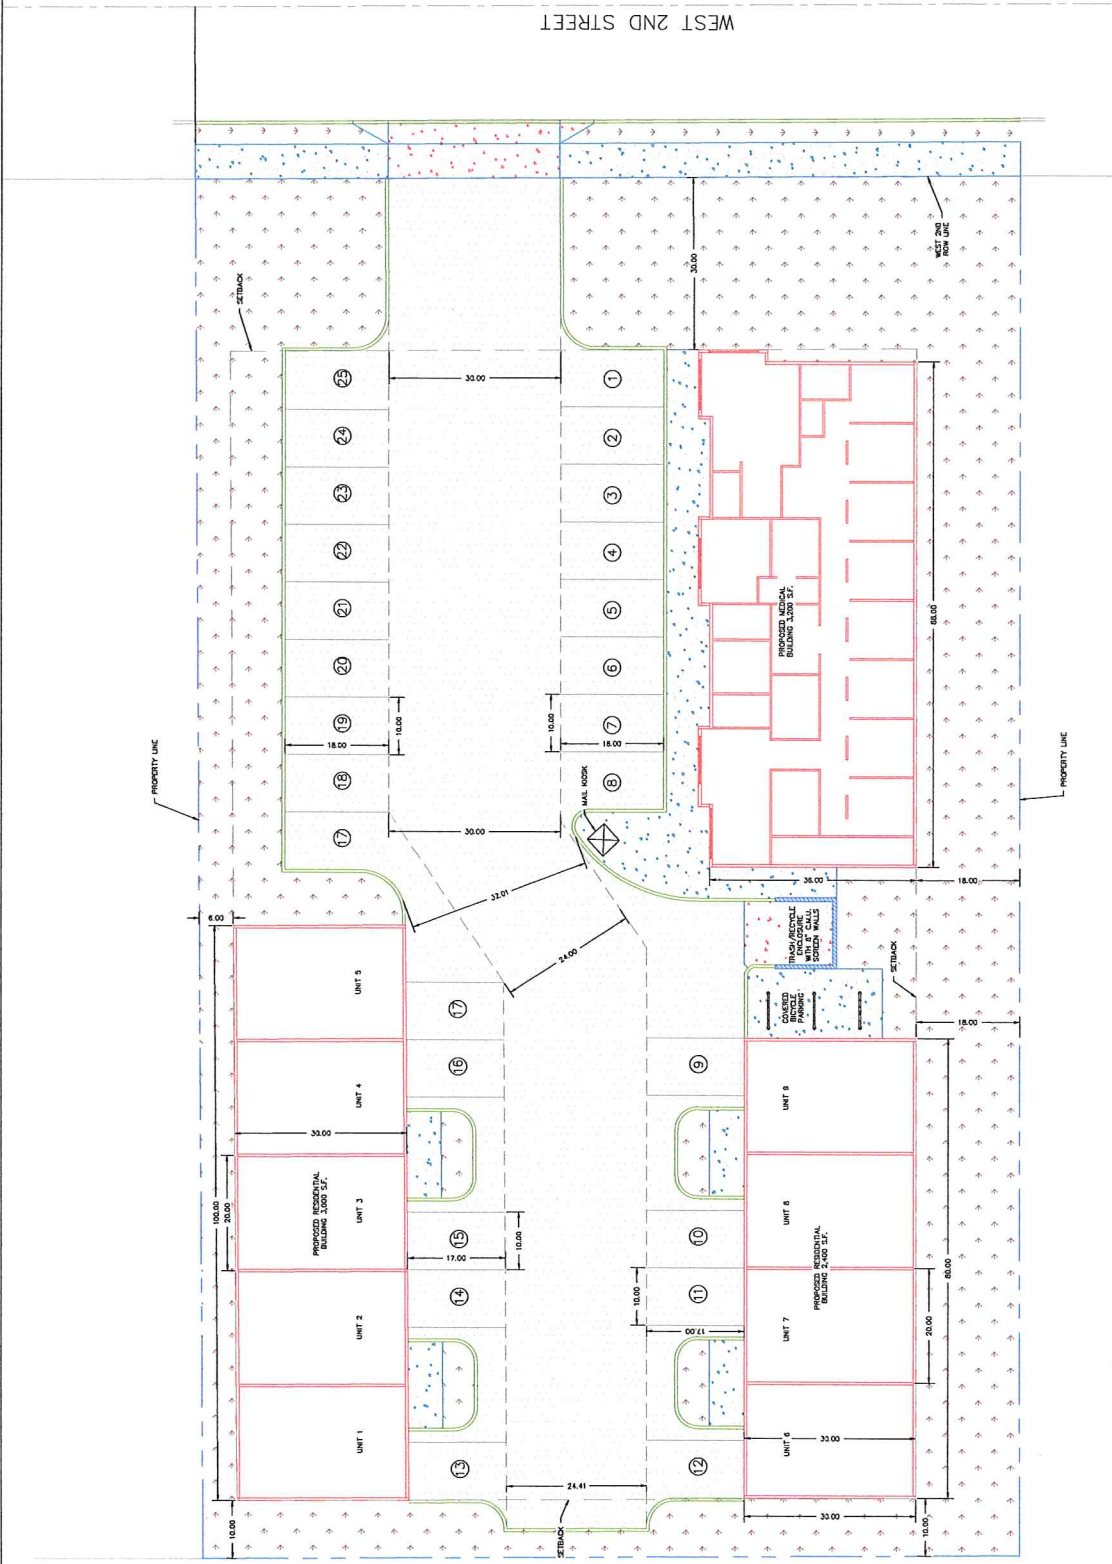 WEST 2ND STREET
SETBACK
30.00
WEST 2ND
ROW LINE
25
24
23
22
21
20
19
18
17
30.00
1
2
3
4
5
6
7
8
10.00
18.00
10.00
18.00
PROPOSED MEDICAL
BUILDING 3,200 S.F.
88.00
PROPERTY LINE
PROPERTY LINE
MAIL KIOSK
30.00
36.00
18.00
6.00
32.01
24.00
TRASH/RECYCLE
ENCLOSURE
WITH 8" C.M.U.
SCREEN WALLS
COVERED
BICYCLE
PARKING
SETBACK
18.00
UNIT 5
UNIT 4
UNIT 3
UNIT 2
UNIT 1
100.00
20.00
30.00
PROPOSED RESIDENTIAL
BUILDING 3,000 S.F.
17
16
15
14
13
17.00
10.00
9
10
11
12
10.00
17.00
UNIT 9
UNIT 8
UNIT 7
UNIT 6
PROPOSED RESIDENTIAL
BUILDING 2,400 S.F.
80.00
20.00
30.00
24.41
SETBACK
30.00
10.00
10.00